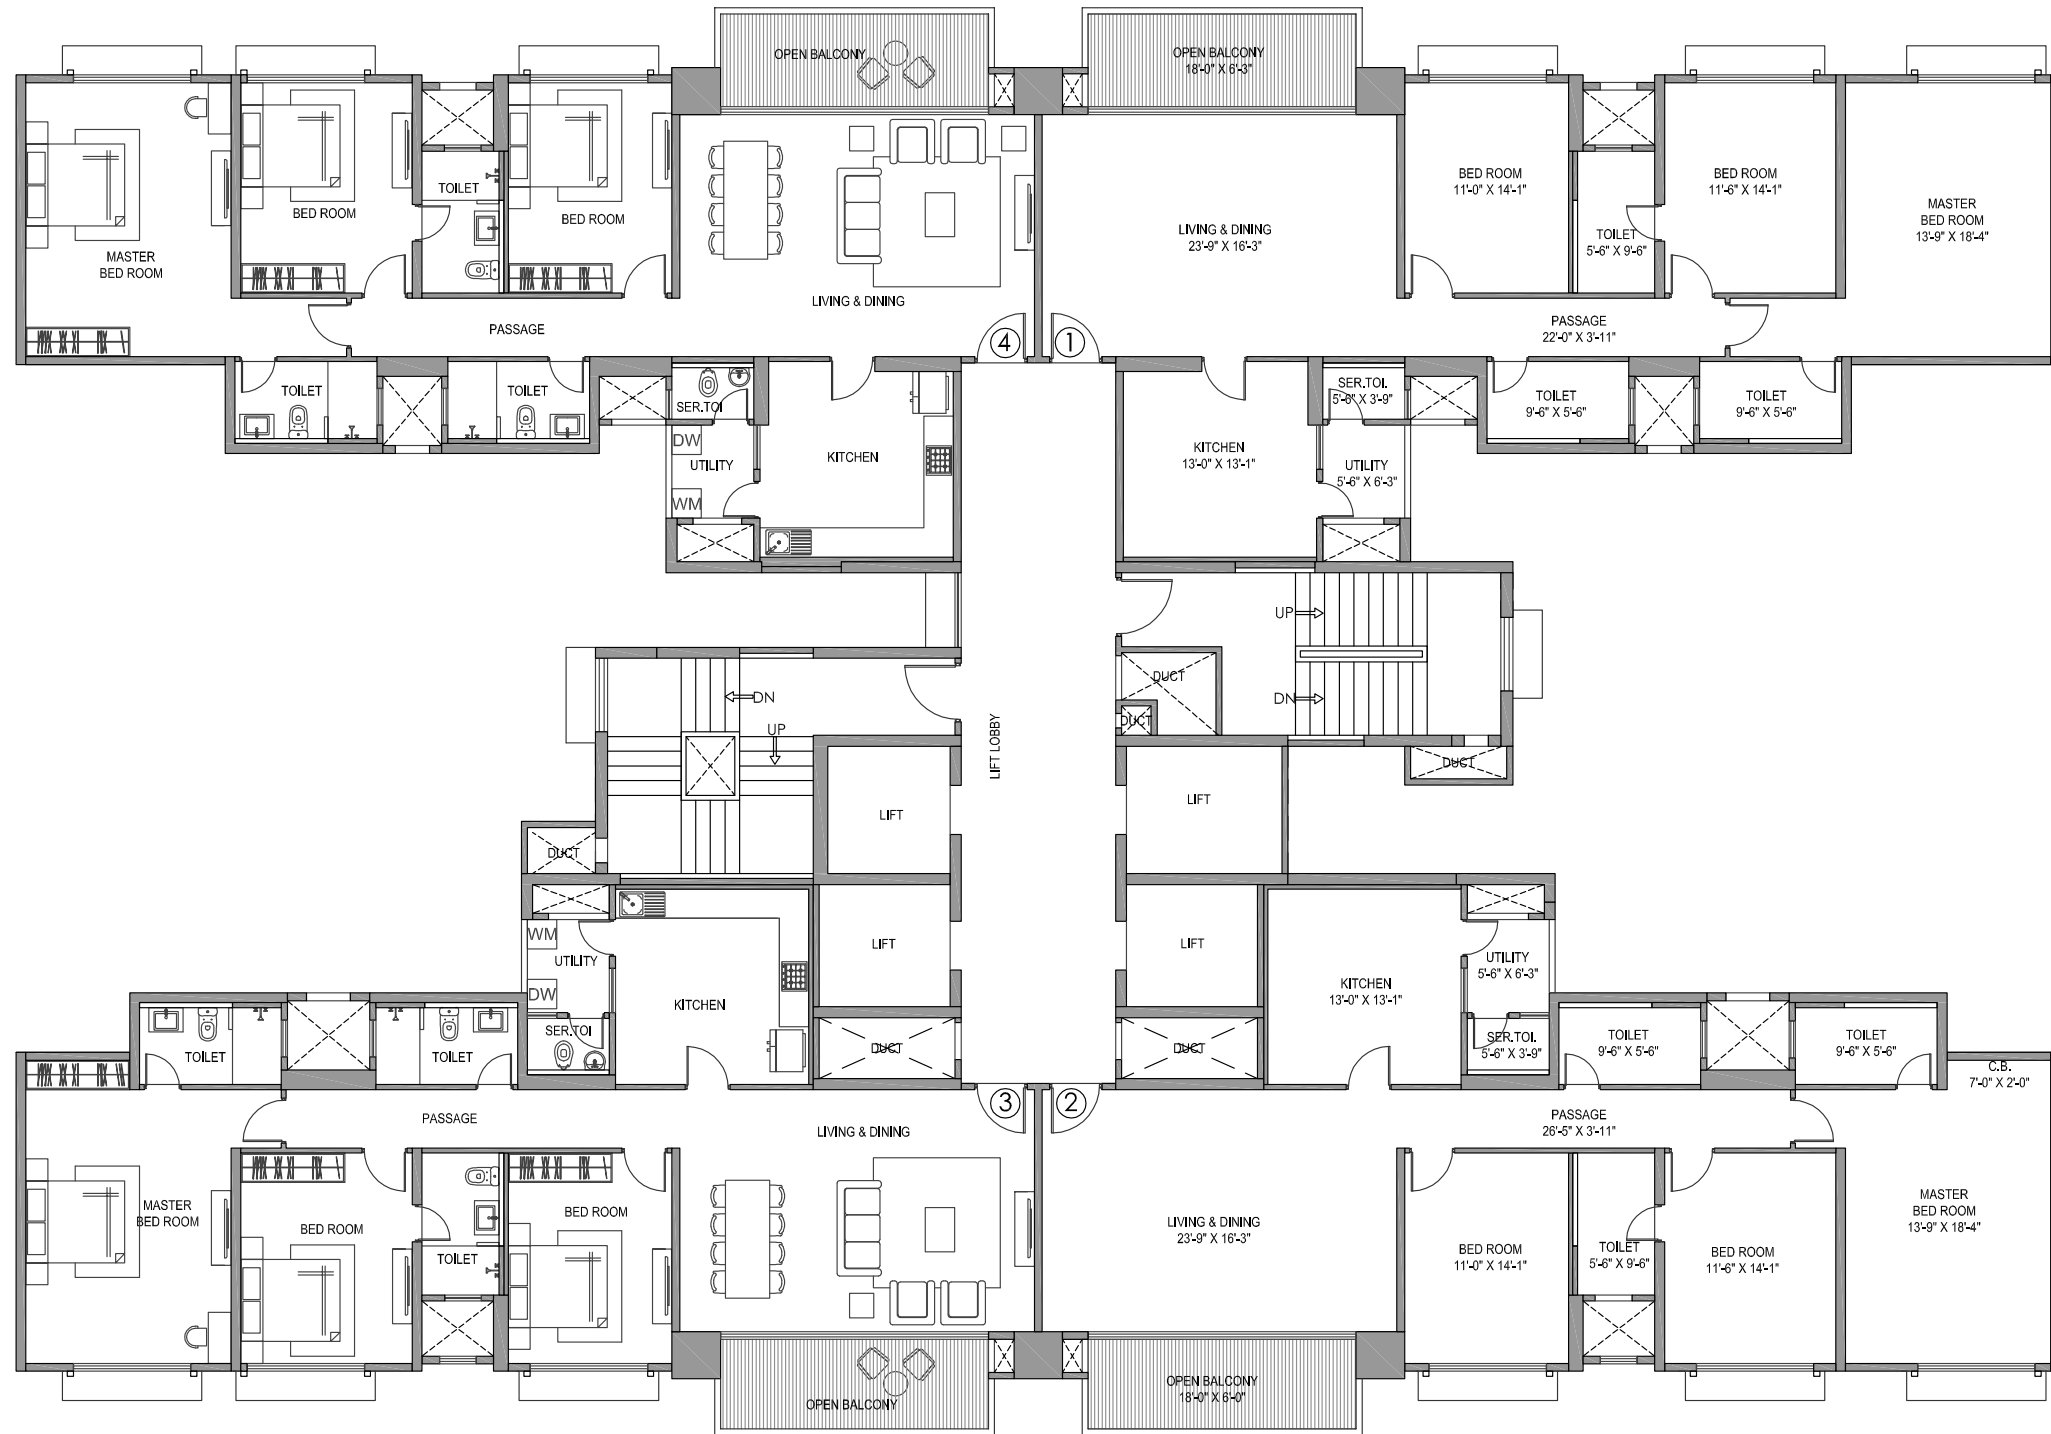 OPEN BALCONY
OPEN BALCONY
18'-0" X 6'-3"
MASTER
BED ROOM
BED ROOM
TOILET
BED ROOM
LIVING & DINING
PASSAGE
4
1
LIVING & DINING
23'-9" X 16'-3"
BED ROOM
11'-0" X 14'-1"
TOILET
5'-6" X 9'-6"
BED ROOM
11'-6" X 14'-1"
MASTER
BED ROOM
13'-9" X 18'-4"
PASSAGE
22'-0" X 3'-11"
TOILET
TOILET
SER.TOI
DW
UTILITY
WM
KITCHEN
KITCHEN
13'-0" X 13'-1"
SER.TOI.
5'-6" X 3'-9"
UTILITY
5'-6" X 6'-3"
TOILET
9'-6" X 5'-6"
TOILET
9'-6" X 5'-6"
UP
DN
DUCT
DUCT
DUCT
DN
UP
LIFT LOBBY
LIFT
LIFT
DUCT
LIFT
LIFT
WM
UTILITY
DW
SER.TOI
KITCHEN
DUCT
DUCT
KITCHEN
13'-0" X 13'-1"
UTILITY
5'-6" X 6'-3"
SER.TOI.
5'-6" X 3'-9"
TOILET
9'-6" X 5'-6"
TOILET
9'-6" X 5'-6"
C.B.
7'-0" X 2'-0"
TOILET
TOILET
PASSAGE
LIVING & DINING
3
2
PASSAGE
26'-5" X 3'-11"
MASTER
BED ROOM
BED ROOM
TOILET
BED ROOM
LIVING & DINING
23'-9" X 16'-3"
BED ROOM
11'-0" X 14'-1"
TOILET
5'-6" X 9'-6"
BED ROOM
11'-6" X 14'-1"
MASTER
BED ROOM
13'-9" X 18'-4"
OPEN BALCONY
OPEN BALCONY
18'-0" X 6'-0"